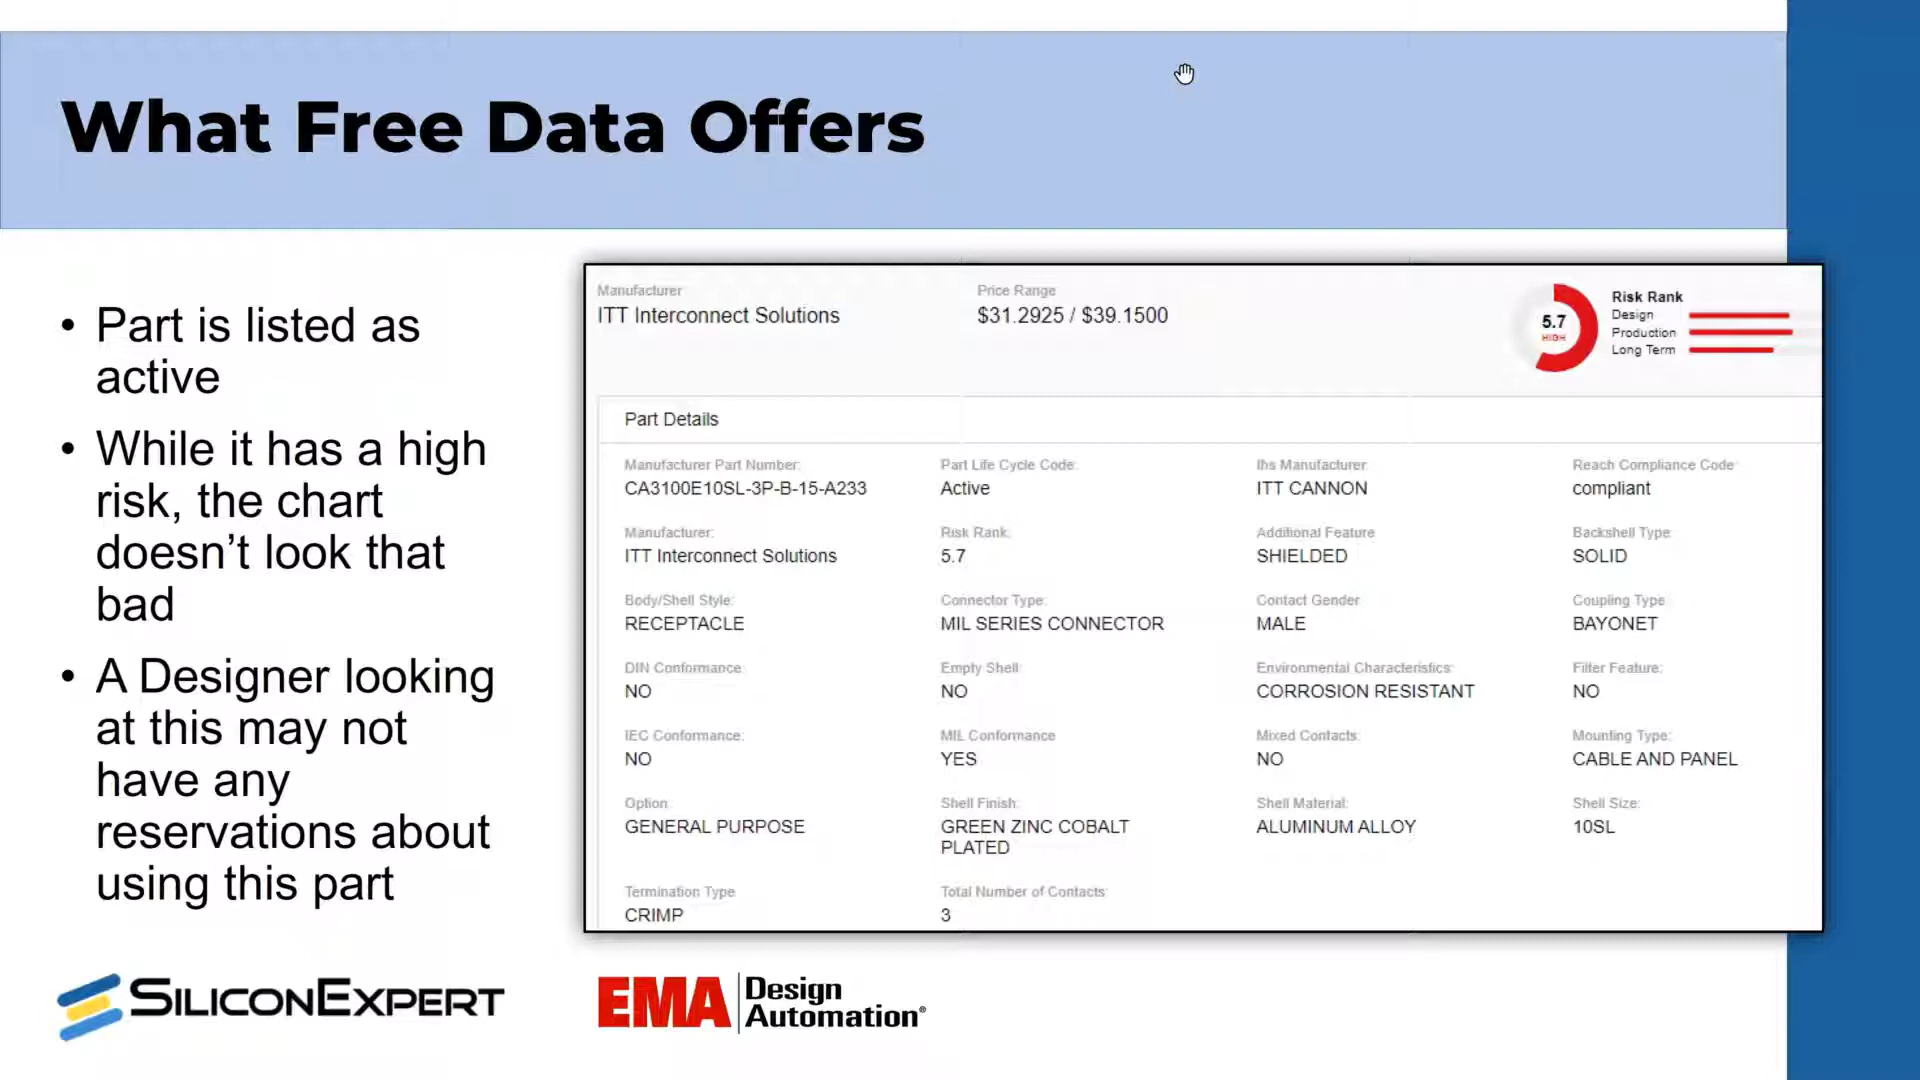 What Free Data Offers
• Part is listed as
active
• While it has a high
risk, the chart
doesn’t look that
bad
• A Designer looking
at this may not
have any
reservations about
using this part
Manufacturer
ITT Interconnect Solutions
Price Range
$31.2925 / $39.1500
5.7
HIGH
Risk Rank
Design
Production
Long Term
Part Details
Manufacturer Part Number:
CA3100E10SL-3P-B-15-A233
Part Life Cycle Code:
Active
Ihs Manufacturer:
ITT CANNON
Reach Compliance Code:
compliant
Manufacturer:
ITT Interconnect Solutions
Risk Rank:
5.7
Additional Feature
SHIELDED
Backshell Type:
SOLID
Body/Shell Style:
RECEPTACLE
Connector Type:
MIL SERIES CONNECTOR
Contact Gender
MALE
Coupling Type:
BAYONET
DIN Conformance:
NO
Empty Shell:
NO
Environmental Characteristics:
CORROSION RESISTANT
Filter Feature:
NO
IEC Conformance:
NO
MIL Conformance
YES
Mixed Contacts:
NO
Mounting Type:
CABLE AND PANEL
Option:
GENERAL PURPOSE
Shell Finish:
GREEN ZINC COBALT
PLATED
Shell Material:
ALUMINUM ALLOY
Shell Size:
10SL
Termination Type
CRIMP
Total Number of Contacts:
3
SILICONEXPERT
EMA
Design
Automation®